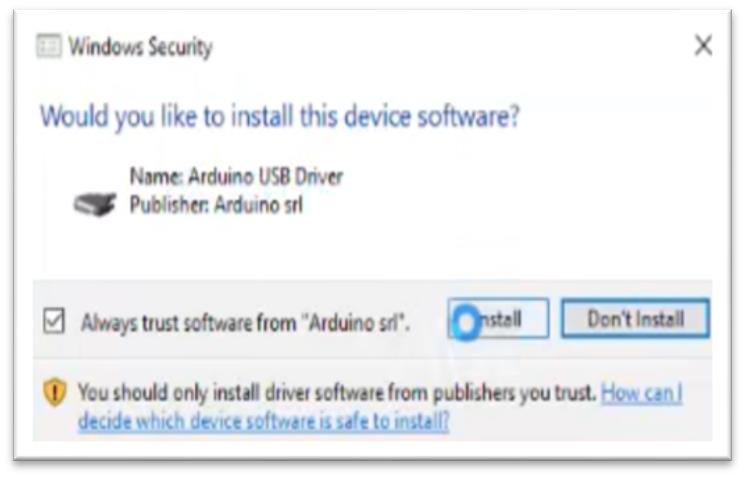 Windows Security
Would you like to install this device software?
Name: Arduino USB Driver
Publisher: Arduino srl
Always trust software from "Arduino srl".
nstall
Don't Install
You should only install driver software from publishers you trust. How can I
decide which device software is safe to install?